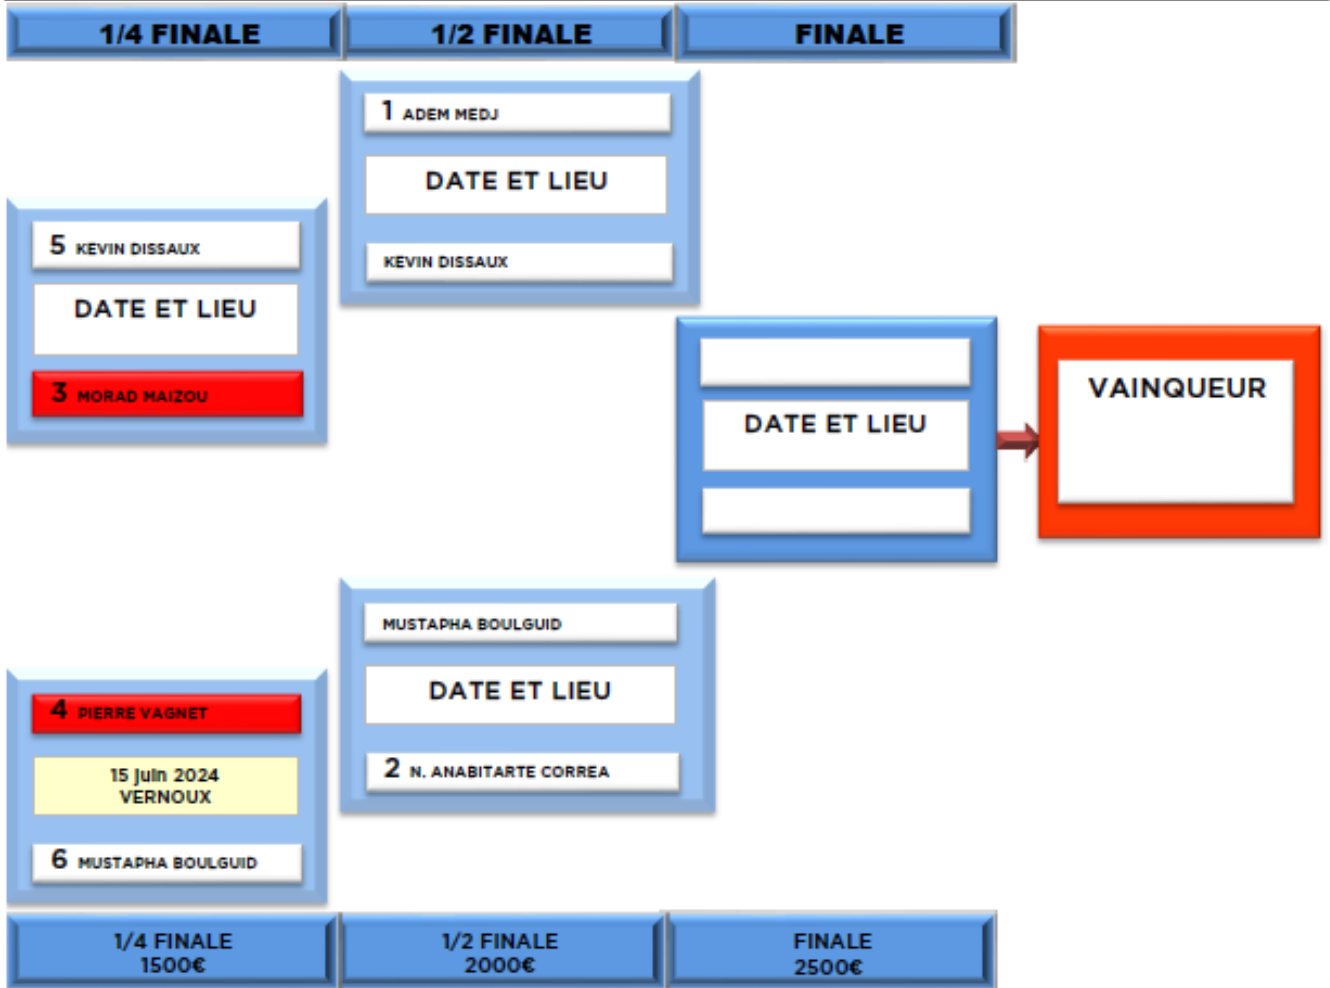 1/4 FINALE
1/2 FINALE
FINALE
5 KEVIN DISSAUX
DATE ET LIEU
3 MORAD MAIZOU
4 PIERRE VAGNET
15 juin 2024
VERNOUX
6 MUSTAPHA BOULGUID
1 ADEM MEDJ
DATE ET LIEU
KEVIN DISSAUX
MUSTAPHA BOULGUID
DATE ET LIEU
2 N. ANABITARTE CORREA
DATE ET LIEU
VAINQUEUR
1/4 FINALE
1500€
1/2 FINALE
2000€
FINALE
2500€